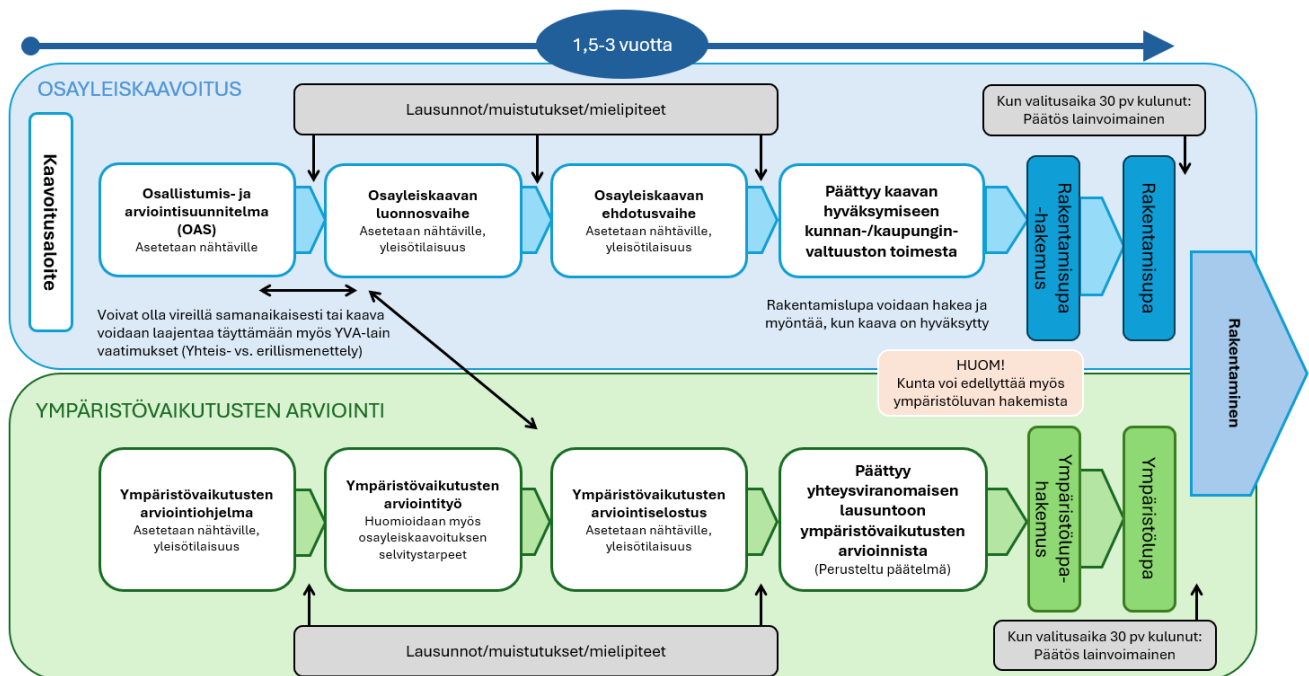 1,5-3 vuotta
OSAYLEISKAAVOITUS
Lausunnot/muistutukset/mielipiteet
Kun valitusaika 30 pv kulunut:
Päätös lainvoimainen
Kaavoitusaloite
Osallistumis- ja
arviointisuunnitelma
(OAS)
Asetetaan nähtäville
Osayleiskaavan
luonnosvaihe
Asetetaan nähtäville,
yleisötilaisuus
Osayleiskaavan
ehdotusvaihe
Asetetaan nähtäville,
yleisötilaisuus
Päättyy kaavan
hyväksymiseen
kunnan-/kaupungin-
valtuuston toimesta
Rakentamisupa
-hakemus
Rakentamisupa
Voivat olla vireillä samanaikaisesti tai kaava
voidaan laajentaa täyttämään myös YVA-lain
vaatimukset (Yhteis- vs. erillismenettely)
Rakentamislupa voidaan hakea ja
myöntää, kun kaava on hyväksytty
Rakentaminen
HUOM!
Kunta voi edellyttää myös
ympäristöluvan hakemista
YMPÄRISTÖVAIKUTUSTEN ARVIOINTI
Ympäristövaikutusten
arviointiohjelma
Asetetaan nähtäville,
yleisötilaisuus
Ympäristövaikutusten
arviointityö
Huomioidaan myös
osayleiskaavoituksen
selvitystarpeet
Ympäristövaikutusten
arviointiselostus
Asetetaan nähtäville,
yleisötilaisuus
Päättyy
yhteysviranomaisen
lausuntoon
ympäristövaikutusten
arvioinnista
(Perusteltu päätelmä)
Ympäristölupa-
hakemus
Ympäristölupa
Lausunnot/muistutukset/mielipiteet
Kun valitusaika 30 pv kulunut:
Päätös lainvoimainen